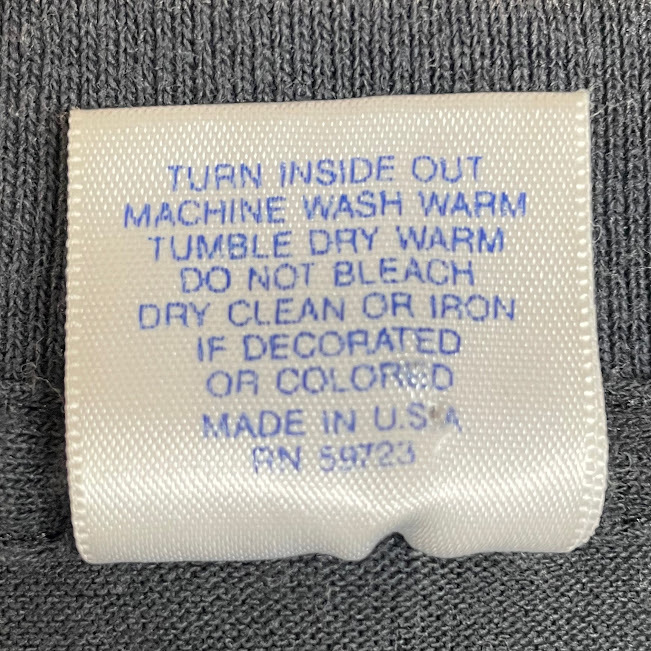 TURN INSIDE OUT
MACHINE WASH WARM
TUMBLE DRY WARM
DO NOT BLEACH
DRY CLEAN OR IRON
IF DECORATED
OR COLORED
MADE IN U.S.A
RN 59723